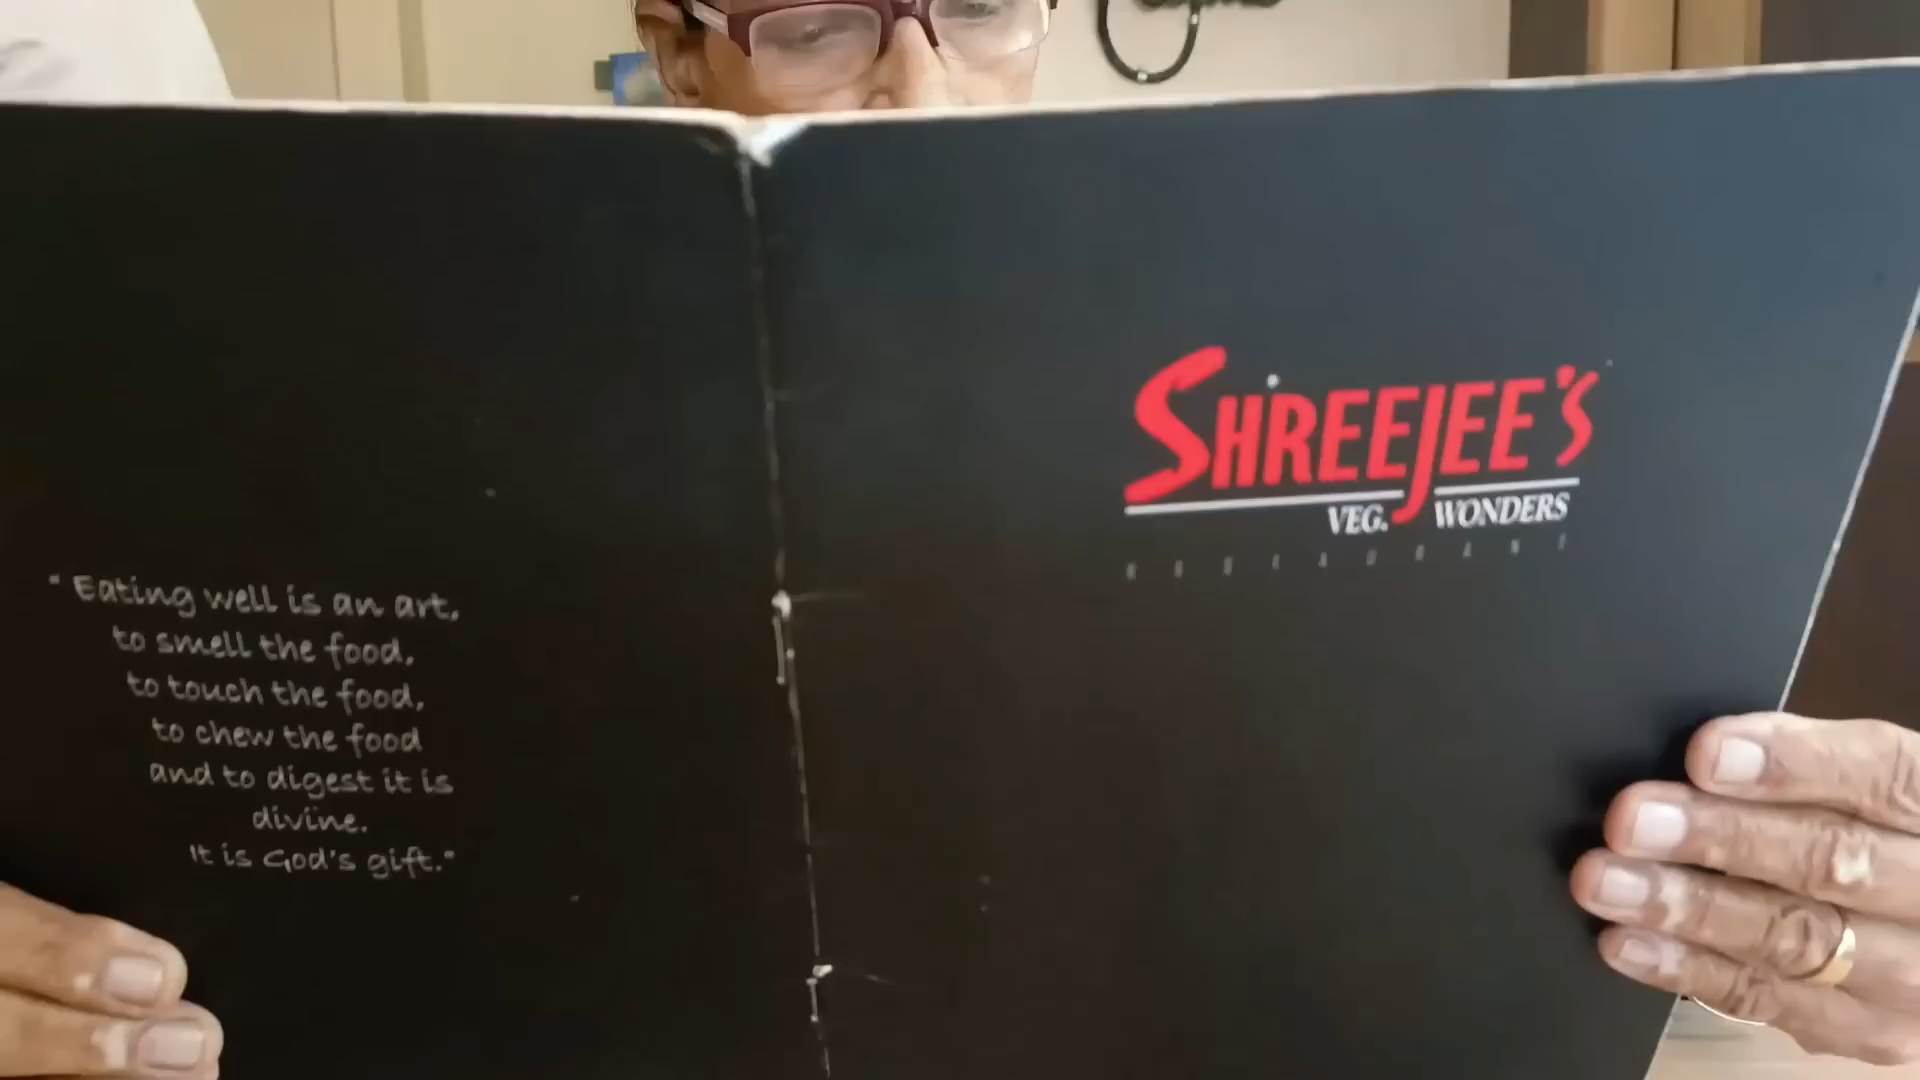 "Eating well is an art,
to smell the food,
to touch the food,
to chew the food
and to digest it is
divine.
It is God's gift."
SHREEJEE'S
VEG. WONDERS
RESTAURANT